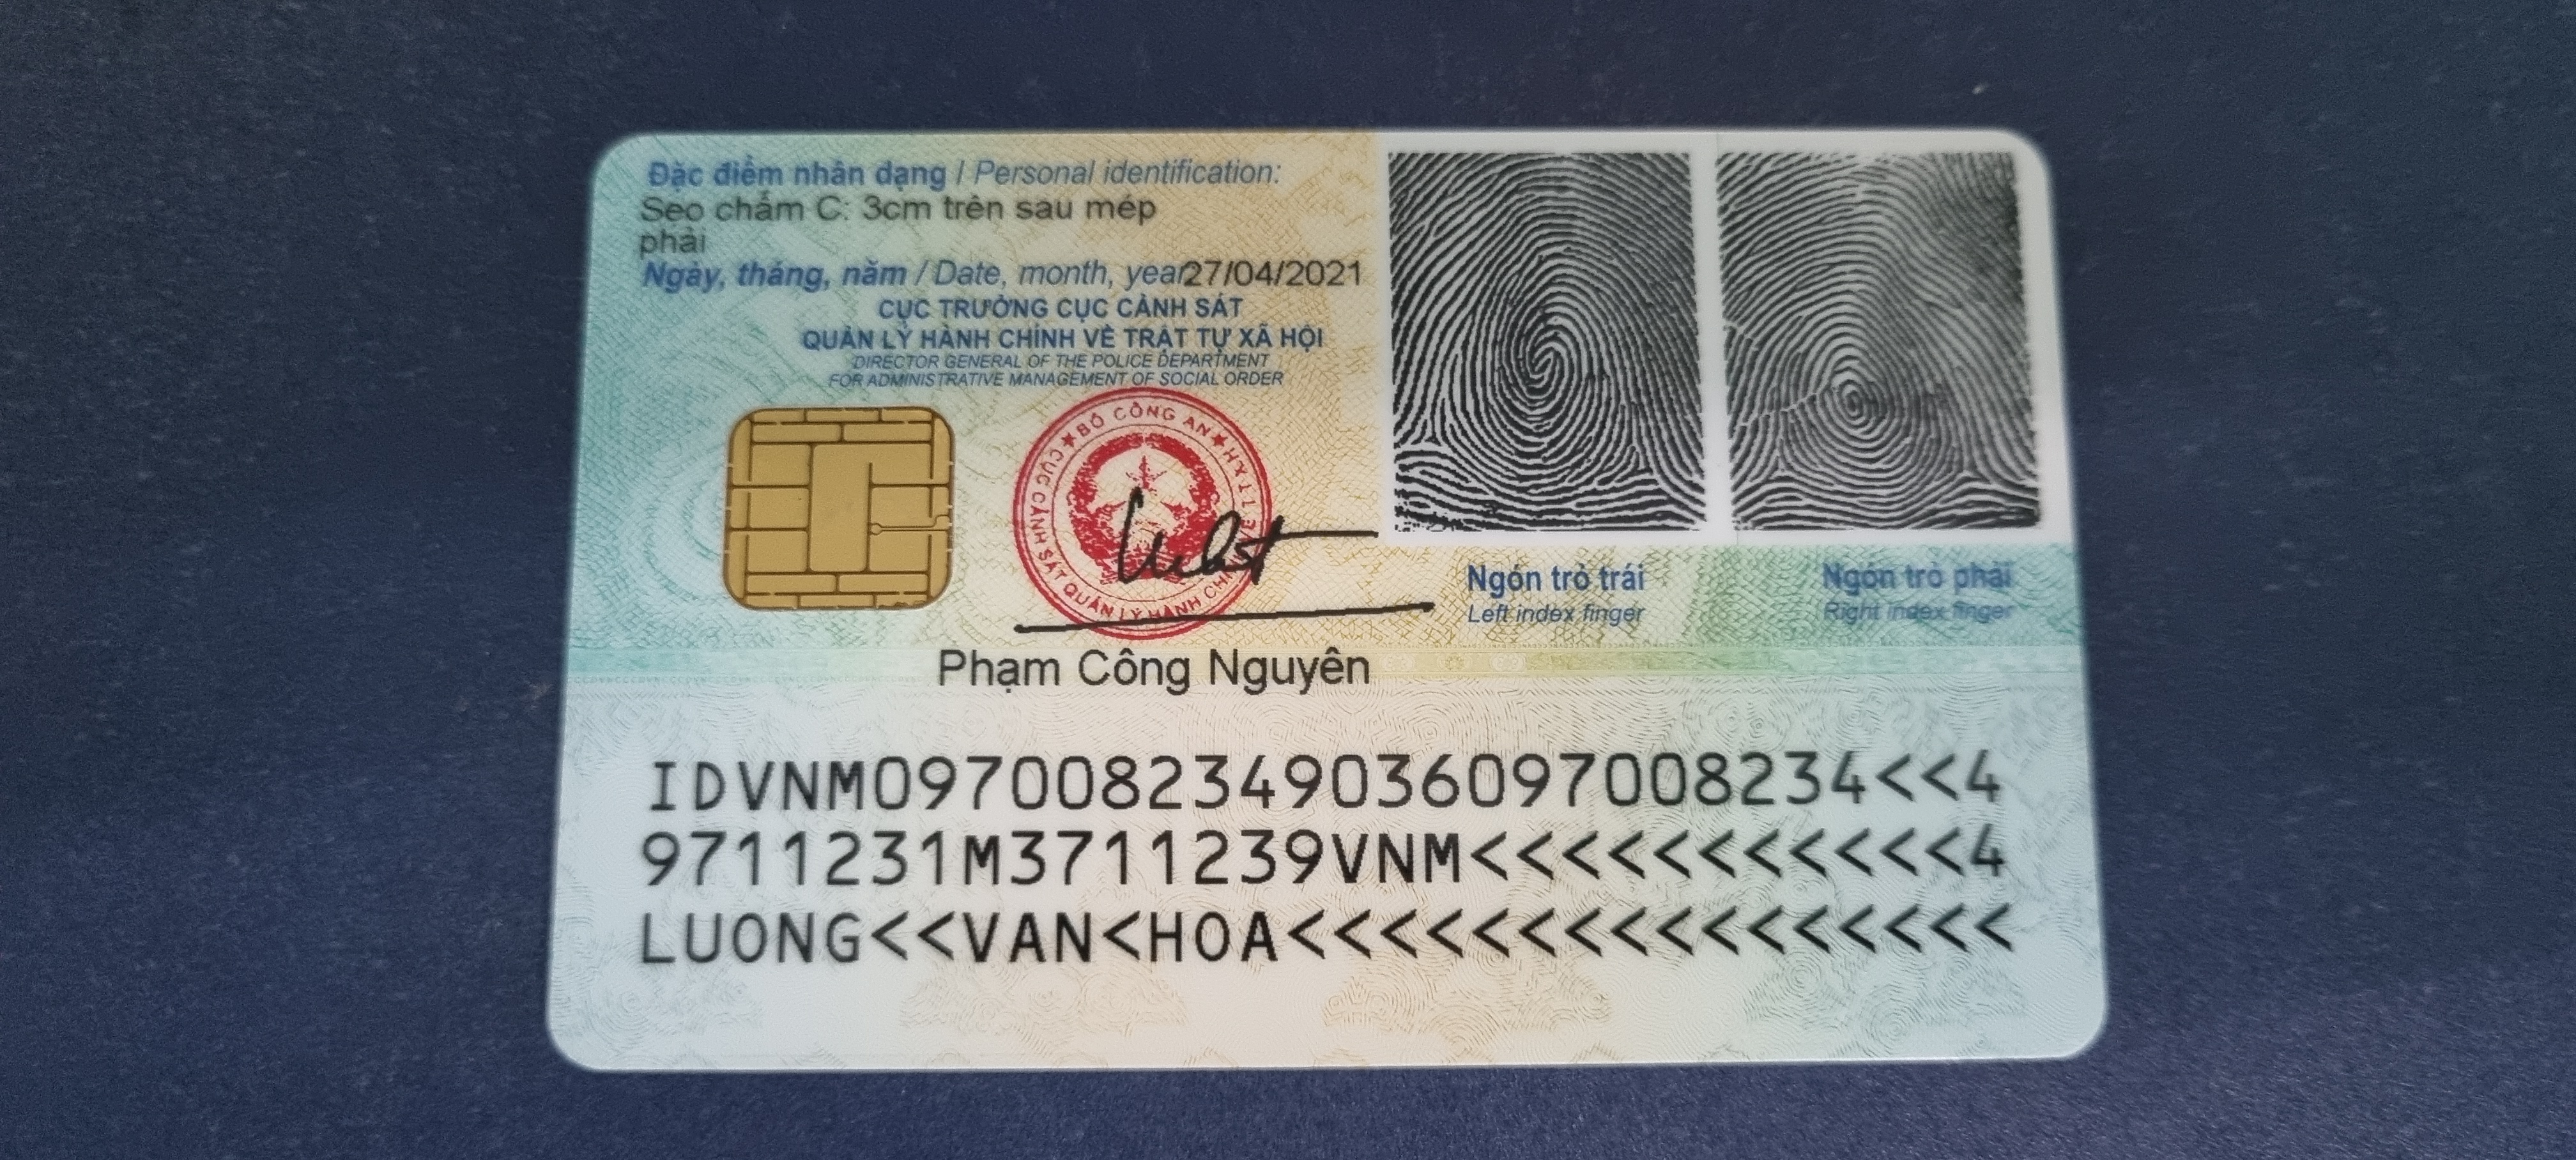 Đặc điểm nhân dạng / Personal identification:
Sẹo chấm C: 3cm trên sau mép
phải
Ngày, tháng, năm / Date, month, year27/04/2021
CỤC TRƯỞNG CỤC CẢNH SÁT
QUẢN LÝ HÀNH CHÍNH VỀ TRẬT TỰ XÃ HỘI
DIRECTOR GENERAL OF THE POLICE DEPARTMENT
FOR ADMINISTRATIVE MANAGEMENT OF SOCIAL ORDER
★ BỘ CÔNG AN ★
CỤC CẢNH SÁT QUẢN LÝ HÀNH CHÍNH VỀ TTXH
Phạm Công Nguyên
Ngón trỏ trái
Left index finger
Ngón trỏ phải
Right index finger
IDVNM0970082349036097008234<<4
9711231M3711239VNM<<<<<<<<<<<4
LUONG<<VAN<HOA<<<<<<<<<<<<<<<<